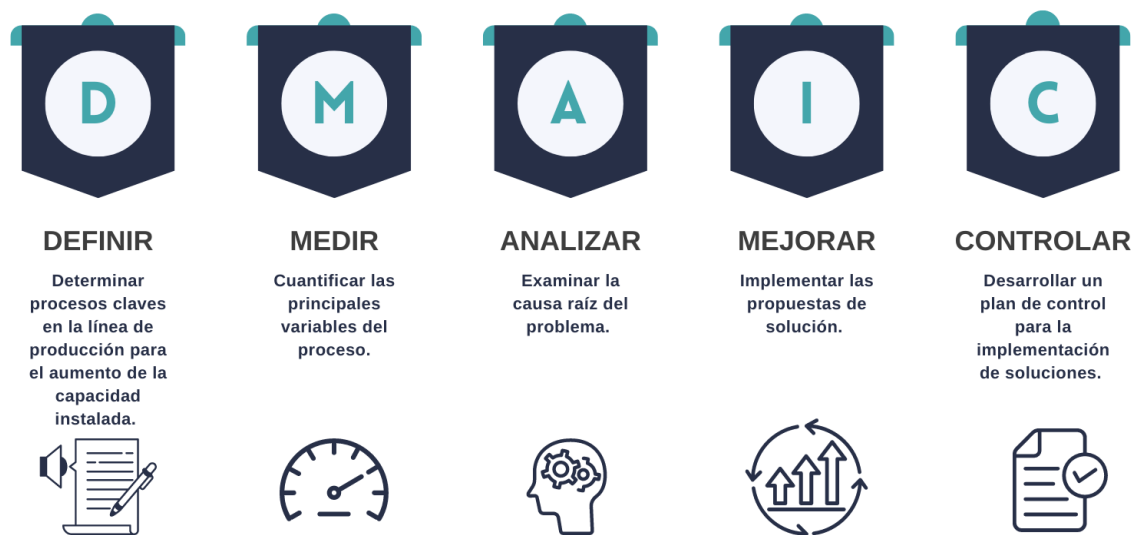 D
M
A
I
C
DEFINIR
Determinar
procesos claves
en la línea de
producción para
el aumento de la
capacidad
instalada.
MEDIR
Cuantificar las
principales
variables del
proceso.
ANALIZAR
Examinar la
causa raíz del
problema.
MEJORAR
Implementar las
propuestas de
solución.
CONTROLAR
Desarrollar un
plan de control
para la
implementación
de soluciones.